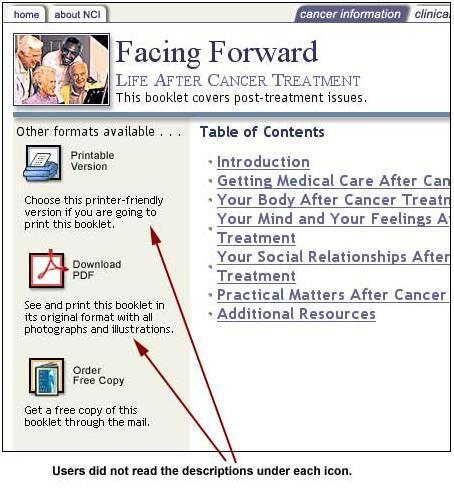 home
about NCI
cancer information
Facing Forward
LIFE AFTER CANCER TREATMENT
This booklet covers post-treatment issues.
Other formats available . . .
Printable
Version
Choose this printer-friendly
version if you are going to
print this booklet.
Download
PDF
See and print this booklet in
its original format with all
photographs and illustrations.
Order
Free Copy
Get a free copy of this
booklet through the mail.
Table of Contents
Introduction
Getting Medical Care After Can
Your Body After Cancer Treatm
Your Mind and Your Feelings A
Treatment
Your Social Relationships After
Treatment
Practical Matters After Cancer
Additional Resources
Users did not read the descriptions under each icon.